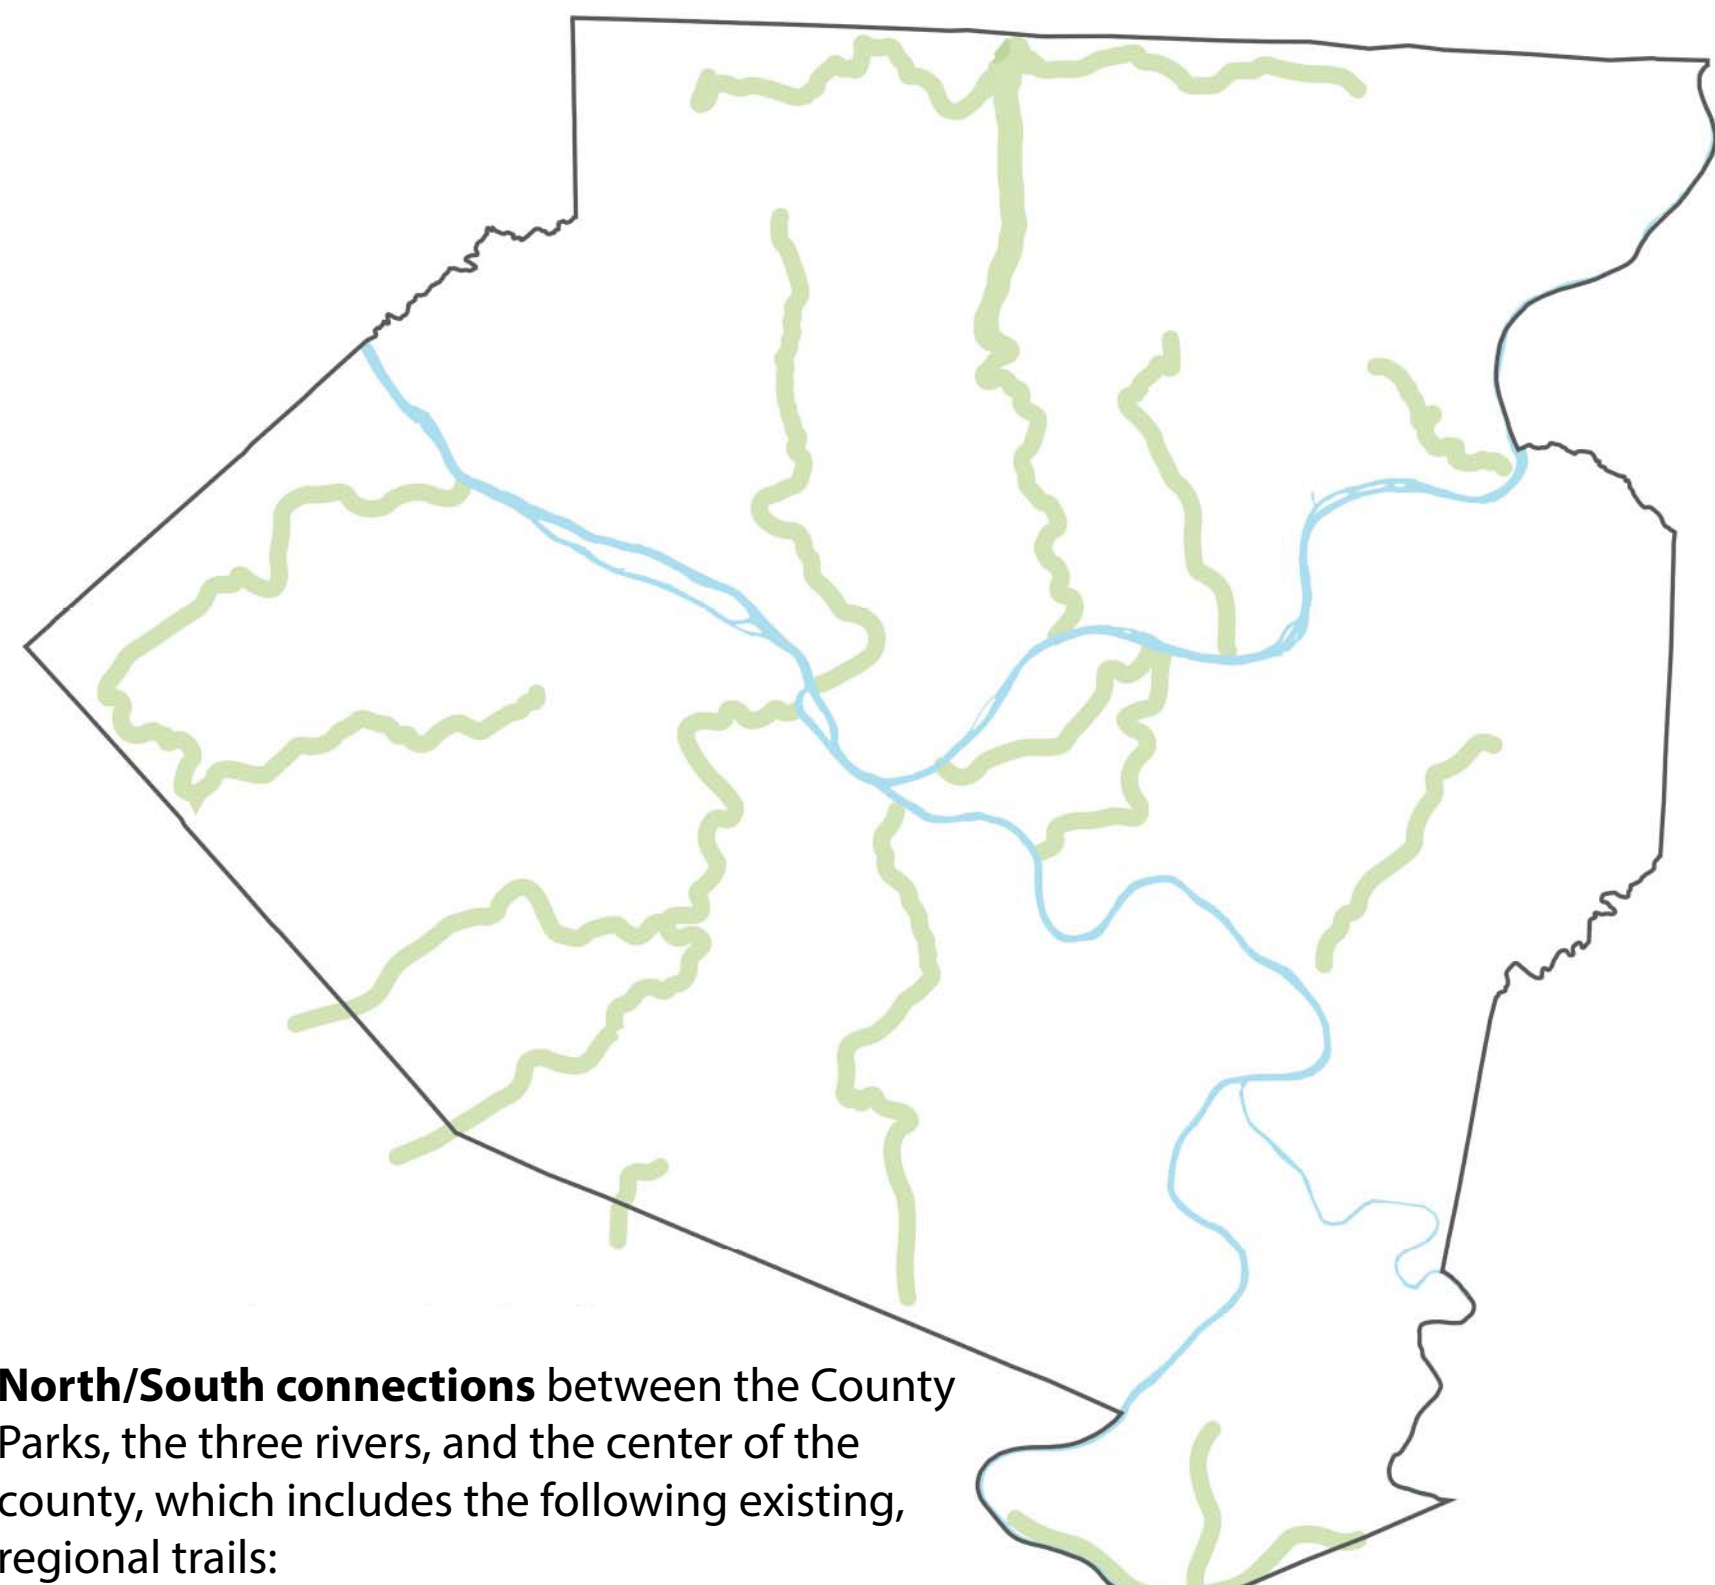 North/South connections between the County
Parks, the three rivers, and the center of the
county, which includes the following existing,
regional trails: